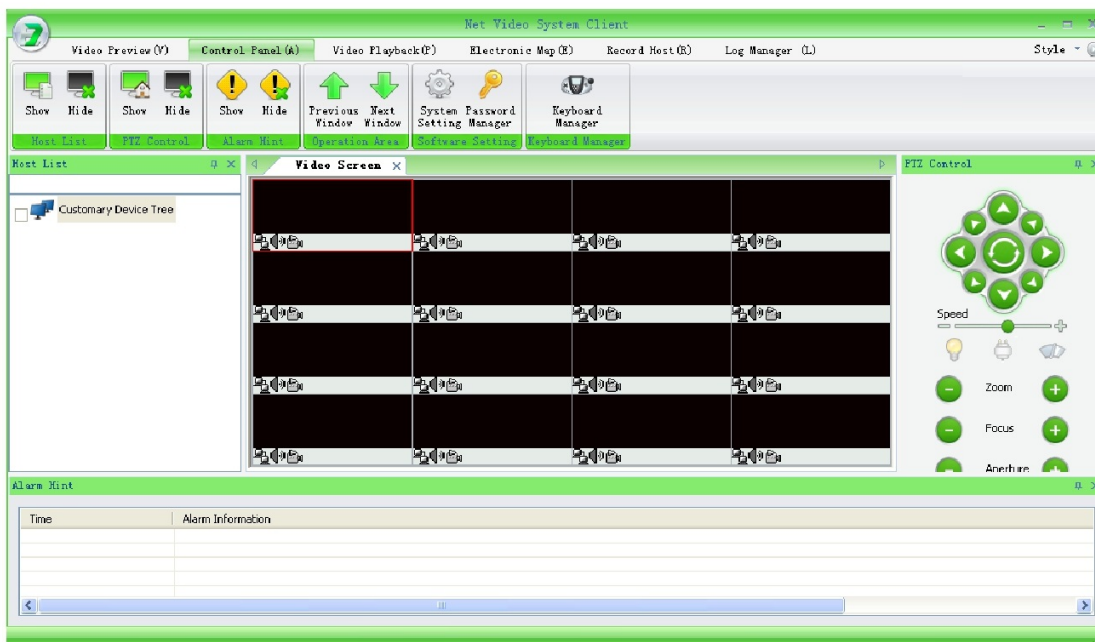 Net Video System Client
Video Preview(V) Control Panel(A) Video Playback(P) Electronic Map(E) Record Host(R) Log Manager (L) Style
Show Hide Show Hide Show Hide Previous Window Next Window System Setting Password Manager Keyboard Manager
Host List PTZ Control Alarm Hint Operation Area Software Setting Keyboard Manager
Host List Video Screen PTZ Control
Customary Device Tree
Speed
Zoom
Focus
Aperture
Alarm Hint
Time Alarm Information